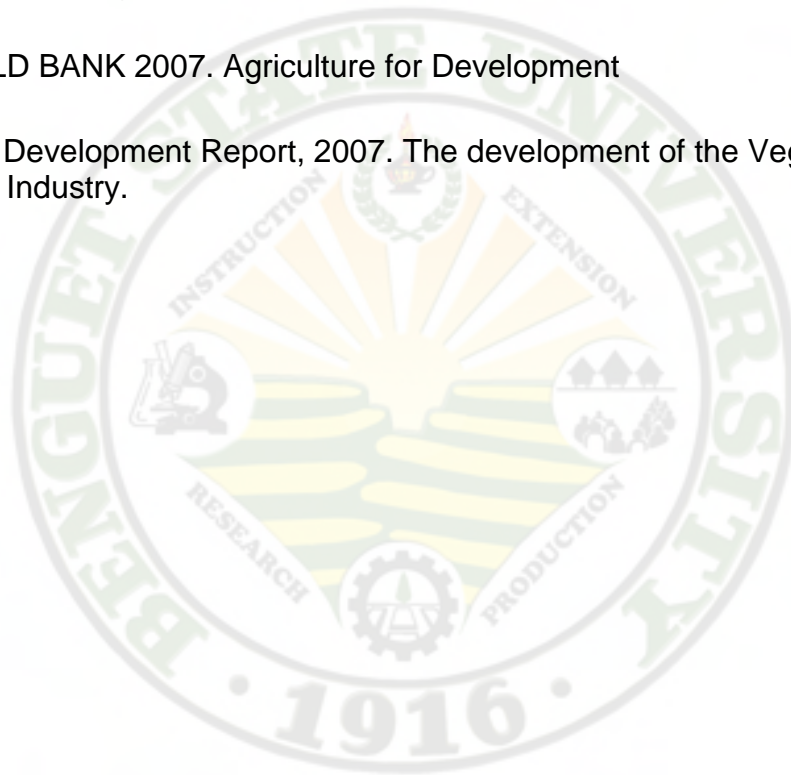 LD BANK 2007. Agriculture for Development
Development Report, 2007. The development of the Veg
Industry.
BENGUET STATE UNIVERSITY
INSTRUCTION
EXTENSION
RESEARCH
PRODUCTION
1916